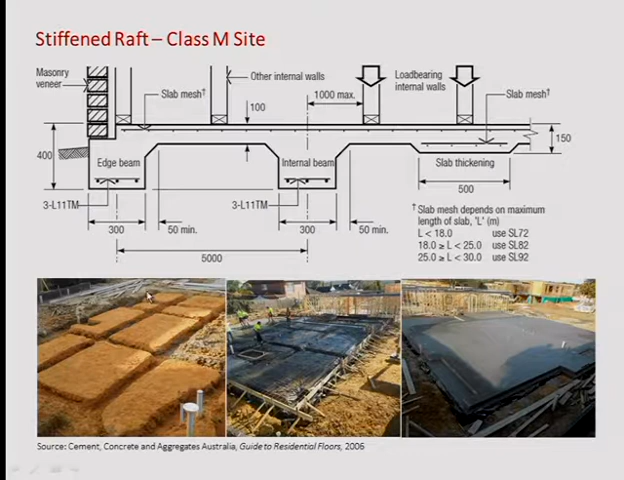 Stiffened Raft – Class M Site
Masonry
veneer
Slab mesh†
Other internal walls
1000 max.
Loadbearing
internal walls
Slab mesh†
100
150
400
Edge beam
Internal beam
Slab thickening
3-L11TM
3-L11TM
500
300
50 min.
300
50 min.
5000
† Slab mesh depends on maximum
length of slab, 'L' (m)
L < 18.0 use SL72
18.0 ≥ L < 25.0 use SL82
25.0 ≥ L < 30.0 use SL92
Source: Cement, Concrete and Aggregates Australia, Guide to Residential Floors, 2006